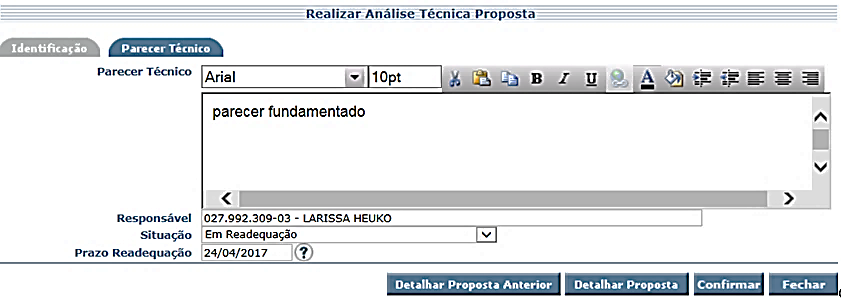 Realizar Análise Técnica Proposta
Identificação Parecer Técnico
Parecer Técnico Arial 10pt B I U A
parecer fundamentado
Responsável 027.992.309-03 - LARISSA HEUKO
Situação Em Readequação
Prazo Readequação 24/04/2017 ?
Detalhar Proposta Anterior Detalhar Proposta Confirmar Fechar